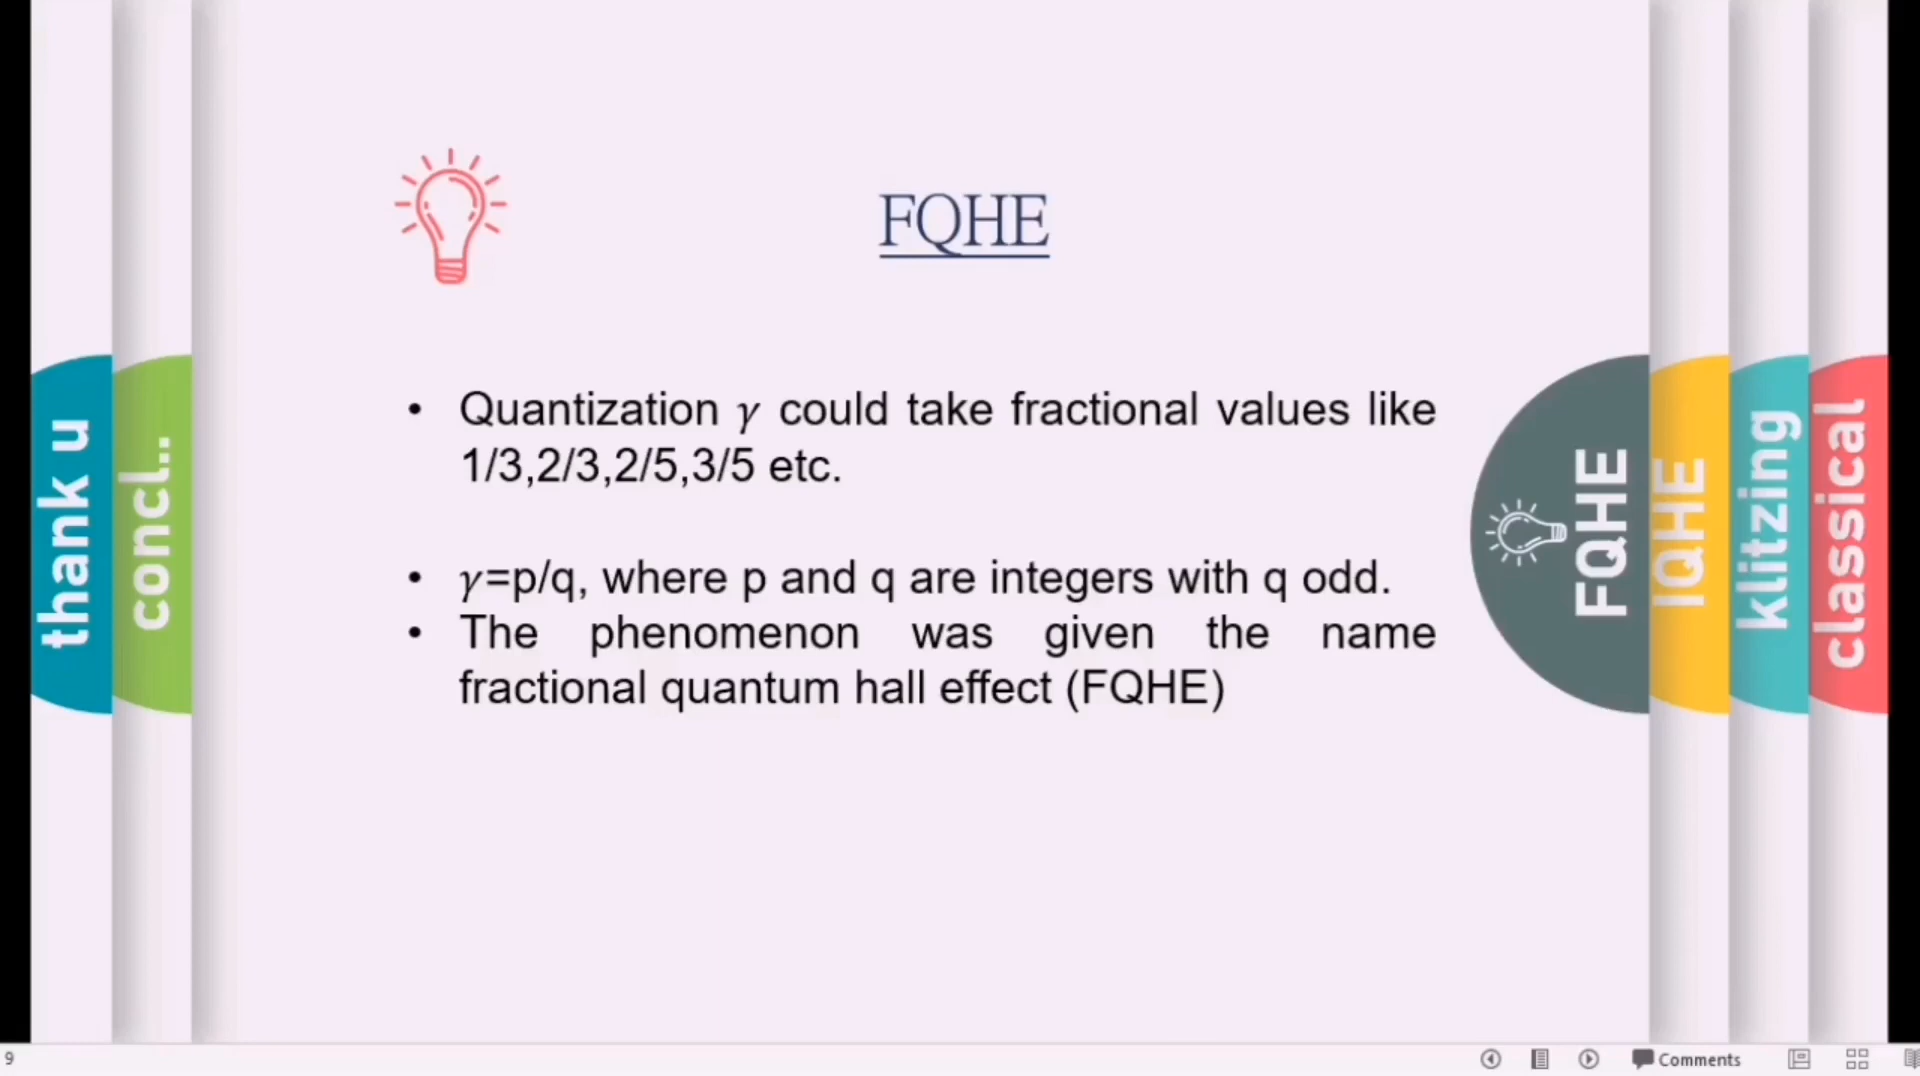 FQHE
• Quantization γ could take fractional values like
1/3,2/3,2/5,3/5 etc.
• γ=p/q, where p and q are integers with q odd.
• The phenomenon was given the name
fractional quantum hall effect (FQHE)
thank u
concl..
FQHE
IQHE
klitzing
classical
9
Comments